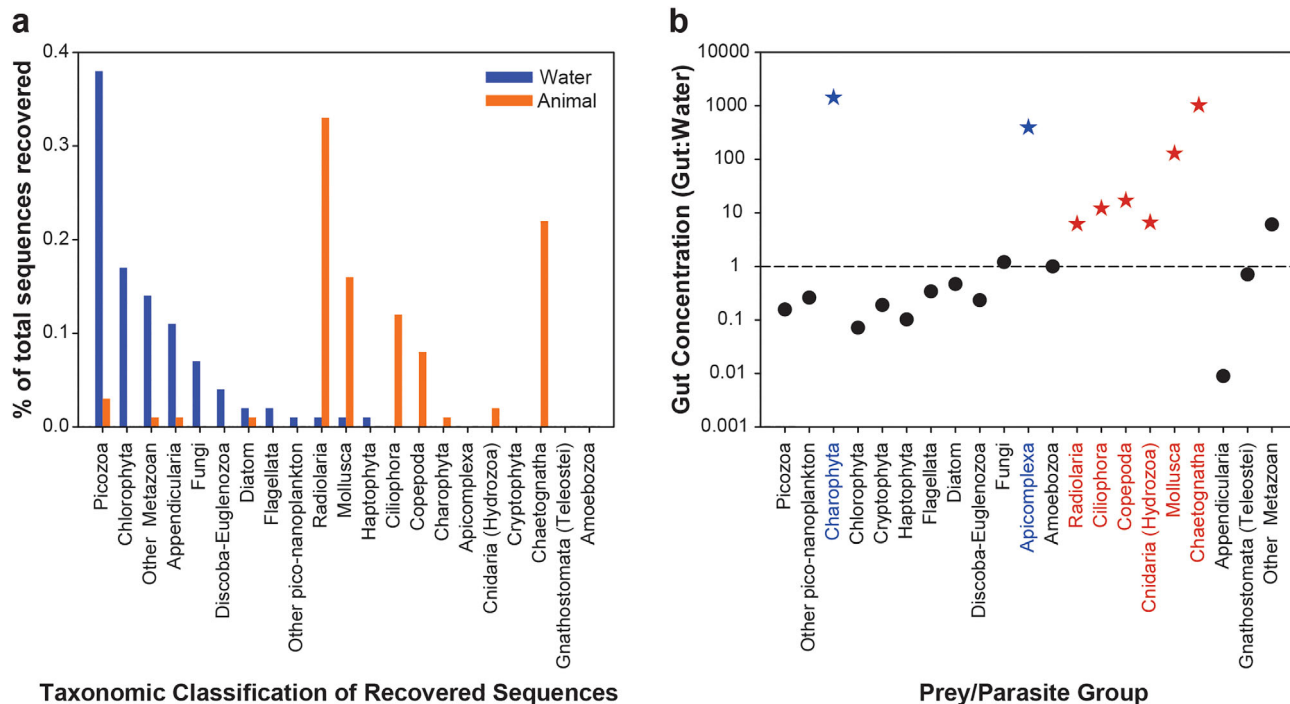 a
% of total sequences recovered
0.4
0.3
0.2
0.1
0.0
Water
Animal
Picozoa
Chlorophyta
Other Metazoan
Appendicularia
Fungi
Discoba-Euglenozoa
Diatom
Flagellata
Other pico-nanoplankton
Radiolaria
Mollusca
Haptophyta
Ciliophora
Copepoda
Charophyta
Apicomplexa
Cnidaria (Hydrozoa)
Cryptophyta
Chaetognatha
Gnathostomata (Teleostei)
Amoebozoa
Taxonomic Classification of Recovered Sequences
b
Gut Concentration (Gut:Water)
10000
1000
100
10
1
0.1
0.01
0.001
Picozoa
Other pico-nanoplankton
Charophyta
Chlorophyta
Cryptophyta
Haptophyta
Flagellata
Diatom
Discoba-Euglenozoa
Fungi
Apicomplexa
Amoebozoa
Radiolaria
Ciliophora
Copepoda
Cnidaria (Hydrozoa)
Mollusca
Chaetognatha
Appendicularia
Gnathostomata (Teleostei)
Other Metazoan
Prey/Parasite Group